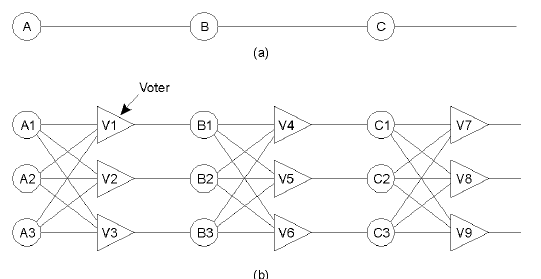 A B C
(a)
Voter
A1 V1 B1 V4 C1 V7
A2 V2 B2 V5 C2 V8
A3 V3 B3 V6 C3 V9
(b)